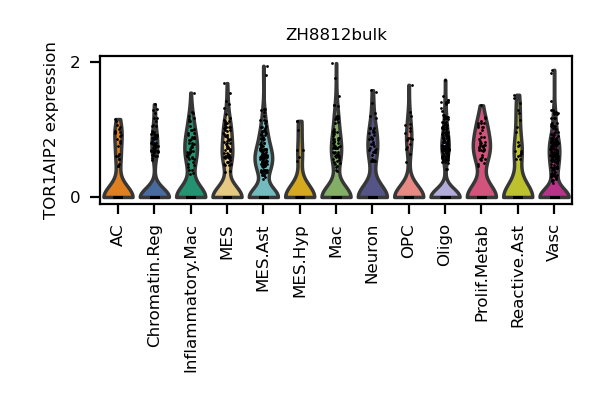 ZH8812bulk
TOR1AIP2 expression
2
0
AC
Chromatin.Reg
Inflammatory.Mac
MES
MES.Ast
MES.Hyp
Mac
Neuron
OPC
Oligo
Prolif.Metab
Reactive.Ast
Vasc